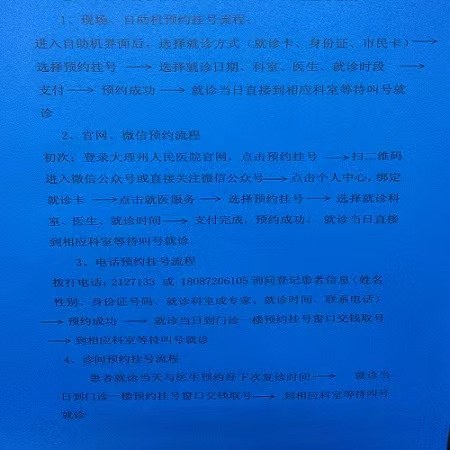 1、现场、自助机预约挂号流程：
进入自助机界面后，选择就诊方式（就诊卡、身份证、市民卡）→
选择预约挂号 → 选择就诊日期、科室、医生、就诊时段 →
支付 → 预约成功 → 就诊当日直接到相应科室等待叫号就
诊
2、官网、微信预约流程
初次：登录大理州人民医院官网，点击预约挂号 → 扫二维码
进入微信公众号或直接关注微信公众号 → 点击个人中心，绑定
就诊卡 → 点击就医服务 → 选择预约挂号 → 选择就诊科
室、医生、就诊时间 → 支付完成，预约成功。 就诊当日直接
到相应科室等待叫号就诊
3、电话预约挂号流程
拨打电话：2127133 或 18087206105 询问登记患者信息（姓名
性别、身份证号码、就诊科室或专家、就诊时间、联系电话）
→ 预约成功 → 就诊当日到门诊一楼预约挂号窗口交钱取号
→ 到相应科室等待叫号就诊
4、诊间预约挂号流程
患者就诊当天与医生预约好下次复诊时间 → 就诊当
日到门诊一楼预约挂号窗口交钱取号 → 到相应科室等待叫号
就诊